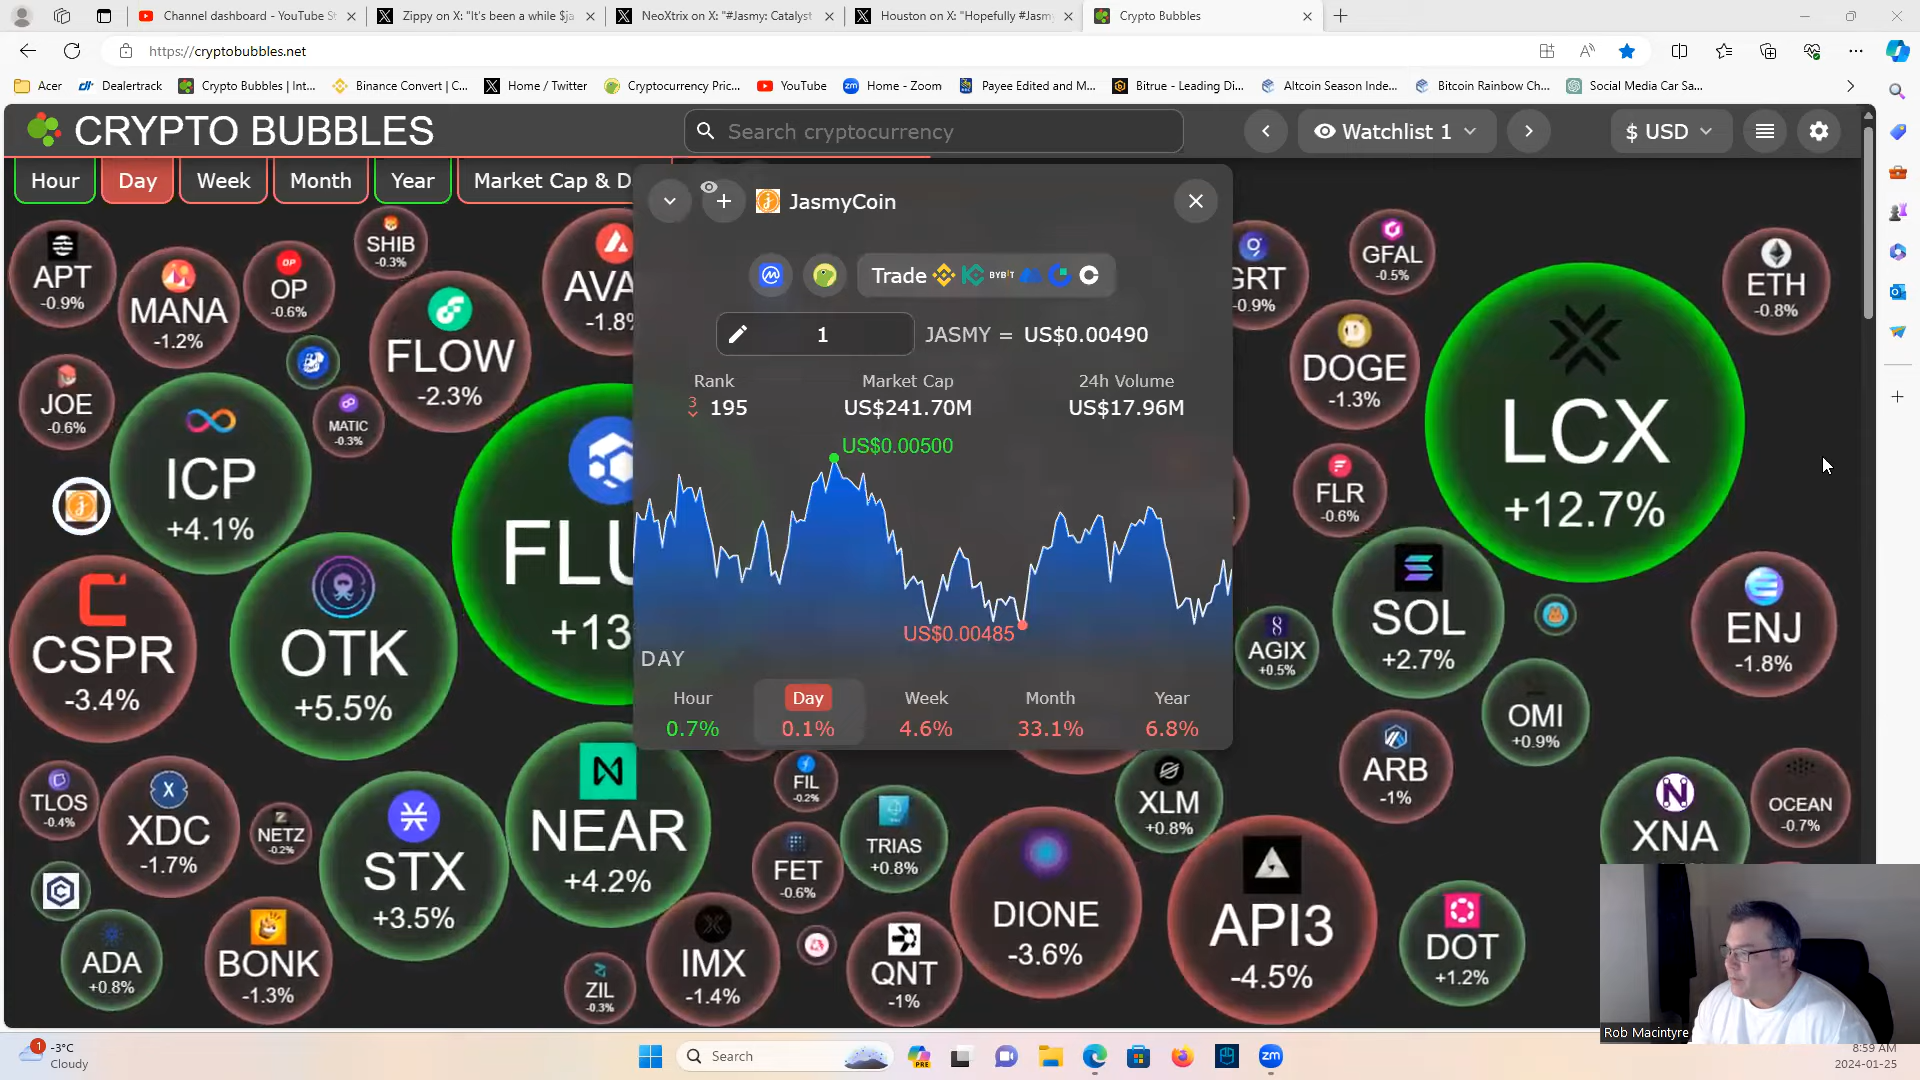 Channel dashboard - YouTube St
Zippy on X: "It's been a while $ja
NeoXtrix on X: "#Jasmy: Catalyst
Houston on X: "Hopefully #Jasmy
Crypto Bubbles
https://cryptobubbles.net
Acer
Dealertrack
Crypto Bubbles | Int...
Binance Convert | C...
Home / Twitter
Cryptocurrency Pric...
YouTube
Home - Zoom
Payee Edited and M...
Bitrue - Leading Di...
Altcoin Season Inde...
Bitcoin Rainbow Ch...
Social Media Car Sa...
CRYPTO BUBBLES
Search cryptocurrency
Watchlist 1
$ USD
Hour
Day
Week
Month
Year
Market Cap & D
JasmyCoin
Trade
BYBIT
1
JASMY = US$0.00490
Rank
Market Cap
24h Volume
3
195
US$241.70M
US$17.96M
US$0.00500
US$0.00485
DAY
Hour
Day
Week
Month
Year
0.7%
0.1%
4.6%
33.1%
6.8%
APT
-0.9%
MANA
-1.2%
OP
-0.6%
SHIB
-0.3%
AVA
-1.8%
FLOW
-2.3%
JOE
-0.6%
MATIC
-0.3%
ICP
+4.1%
FLU
+13
CSPR
-3.4%
OTK
+5.5%
TLOS
-0.4%
XDC
-1.7%
NETZ
-0.2%
STX
+3.5%
NEAR
+4.2%
ADA
+0.8%
BONK
-1.3%
ZIL
-0.3%
IMX
-1.4%
FIL
-0.2%
FET
-0.6%
TRIAS
+0.8%
QNT
-1%
DIONE
-3.6%
XLM
+0.8%
API3
-4.5%
GRT
-0.9%
GFAL
-0.5%
ETH
-0.8%
DOGE
-1.3%
LCX
+12.7%
FLR
-0.6%
SOL
+2.7%
AGIX
+0.5%
ENJ
-1.8%
OMI
+0.9%
ARB
-1%
XNA
OCEAN
-0.7%
DOT
+1.2%
Rob Macintyre
1
-3°C
Cloudy
Search
PRE
zm
8:59 AM
2024-01-25